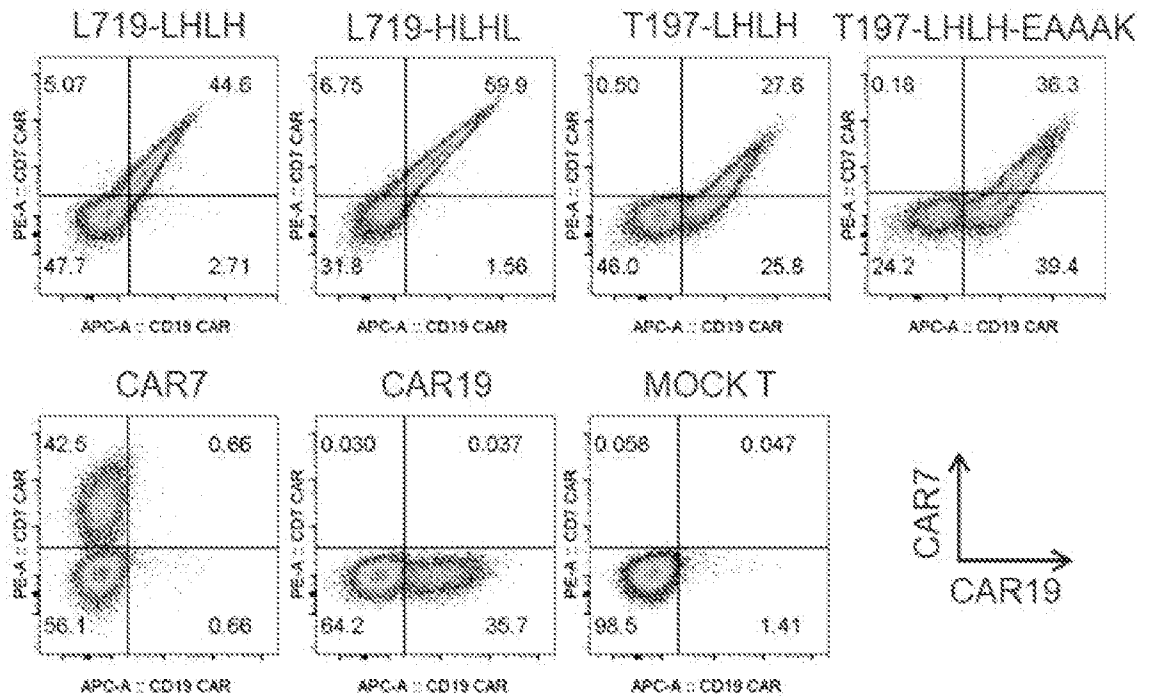 L719-LHLH L719-HLHL T197-LHLH T197-LHLH-EAAAK
5.07 44.6 6.75 59.9 0.50 27.6 0.18 36.3
PE-A :: CD7 CAR PE-A :: CD7 CAR PE-A :: CD7 CAR PE-A :: CD7 CAR
47.7 2.71 31.8 1.56 46.0 25.8 24.2 39.4
APC-A :: CD19 CAR APC-A :: CD19 CAR APC-A :: CD19 CAR APC-A :: CD19 CAR
CAR7 CAR19 MOCK T
42.5 0.66 0.030 0.037 0.058 0.047
PE-A :: CD7 CAR PE-A :: CD7 CAR PE-A :: CD7 CAR
CAR7
CAR19
56.1 0.66 64.2 35.7 98.5 1.41
APC-A :: CD19 CAR APC-A :: CD19 CAR APC-A :: CD19 CAR